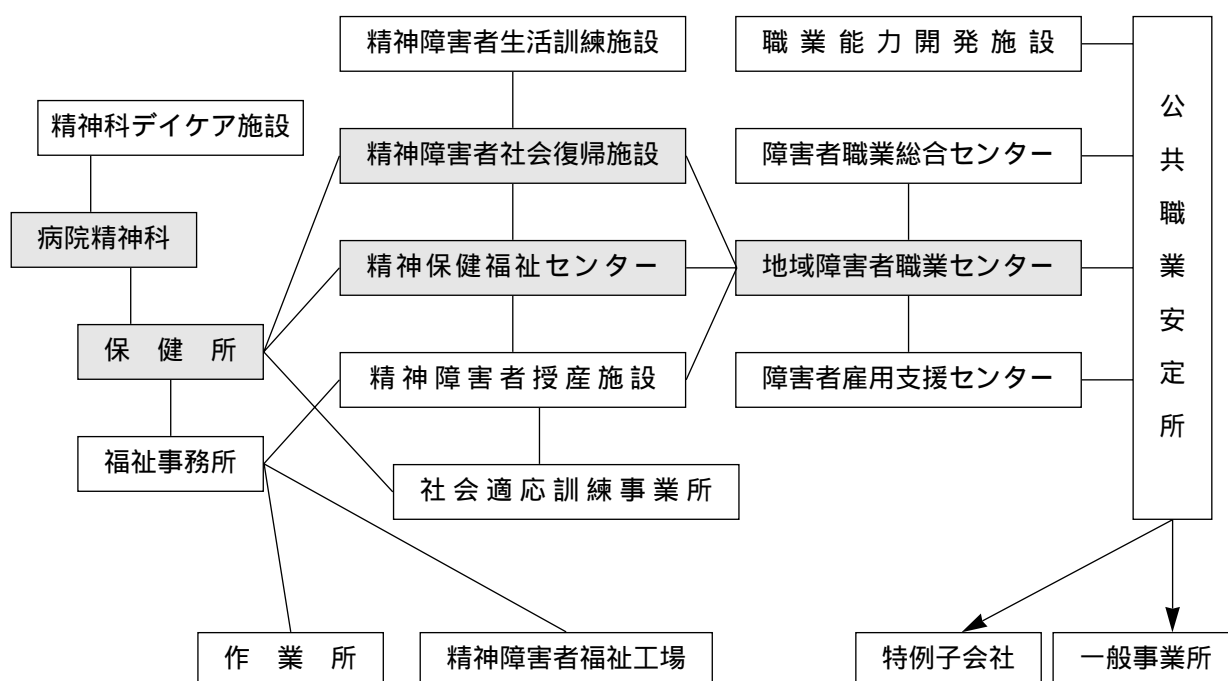 精神障害者生活訓練施設
職業能力開発施設
公共職業安定所
精神科デイケア施設
精神障害者社会復帰施設
障害者職業総合センター
病院精神科
精神保健福祉センター
地域障害者職業センター
保健所
精神障害者授産施設
障害者雇用支援センター
福祉事務所
社会適応訓練事業所
作業所
精神障害者福祉工場
特例子会社
一般事業所